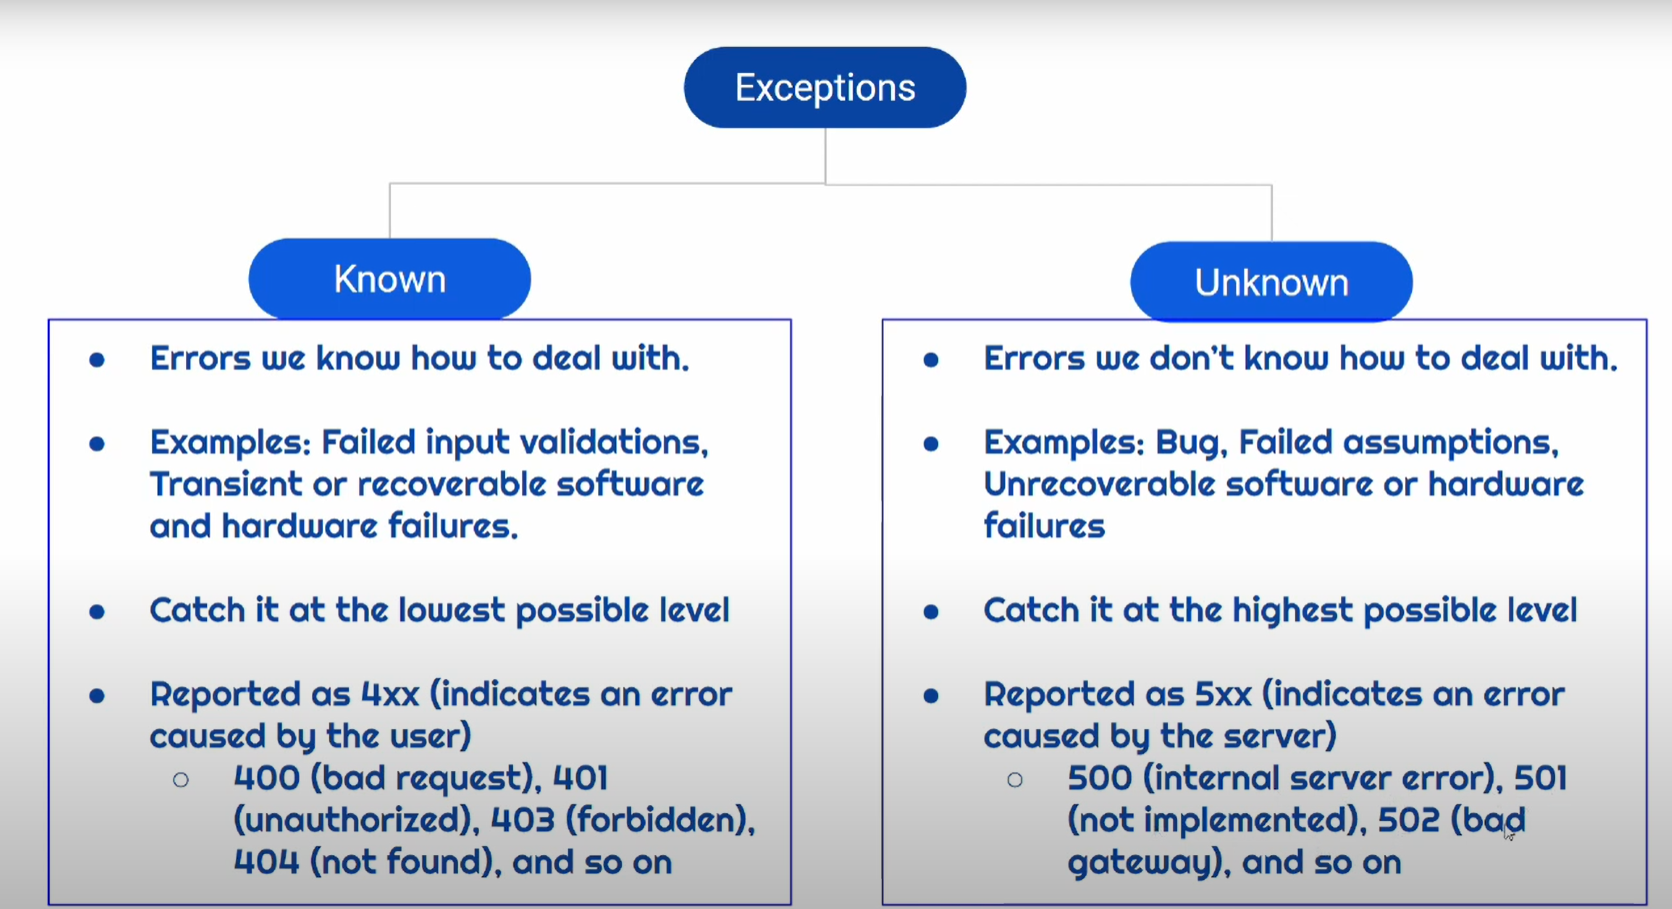 Exceptions
Known
● Errors we know how to deal with.
● Examples: Failed input validations,
Transient or recoverable software
and hardware failures.
● Catch it at the lowest possible level
● Reported as 4xx (indicates an error
caused by the user)
○ 400 (bad request), 401
(unauthorized), 403 (forbidden),
404 (not found), and so on
Unknown
● Errors we don't know how to deal with.
● Examples: Bug, Failed assumptions,
Unrecoverable software or hardware
failures
● Catch it at the highest possible level
● Reported as 5xx (indicates an error
caused by the server)
○ 500 (internal server error), 501
(not implemented), 502 (bad
gateway), and so on